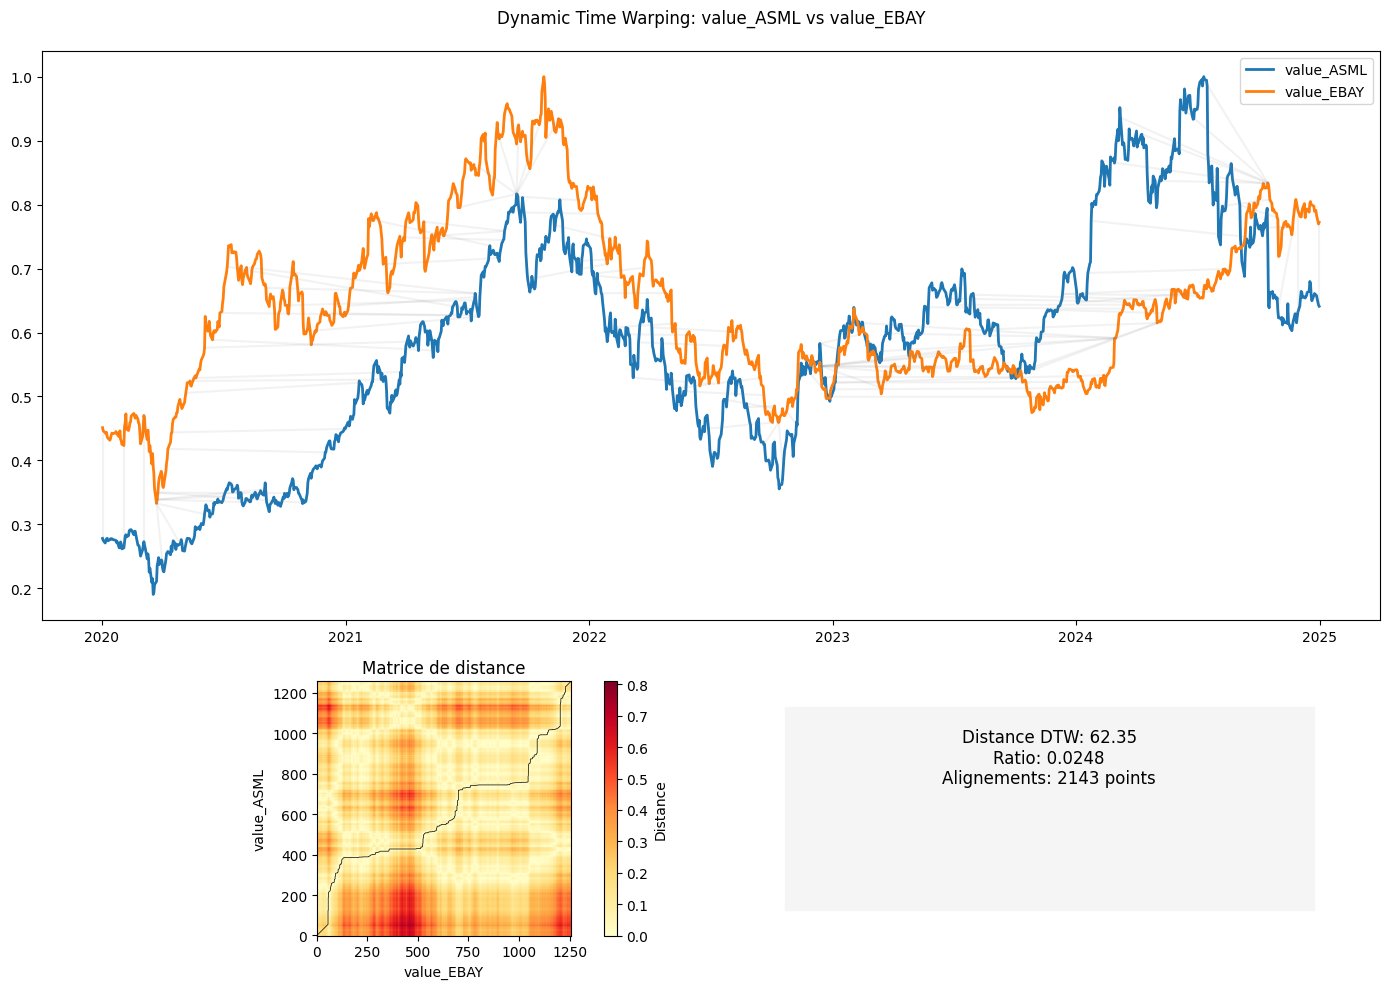 Dynamic Time Warping: value_ASML vs value_EBAY
value_ASML
value_EBAY
1.0
0.9
0.8
0.7
0.6
0.5
0.4
0.3
0.2
2020 2021 2022 2023 2024 2025
Matrice de distance
value_ASML
1200
1000
800
600
400
200
0
0 250 500 750 1000 1250
value_EBAY
0.8
0.7
0.6
0.5
0.4
0.3
0.2
0.1
0.0
Distance
Distance DTW: 62.35
Ratio: 0.0248
Alignements: 2143 points